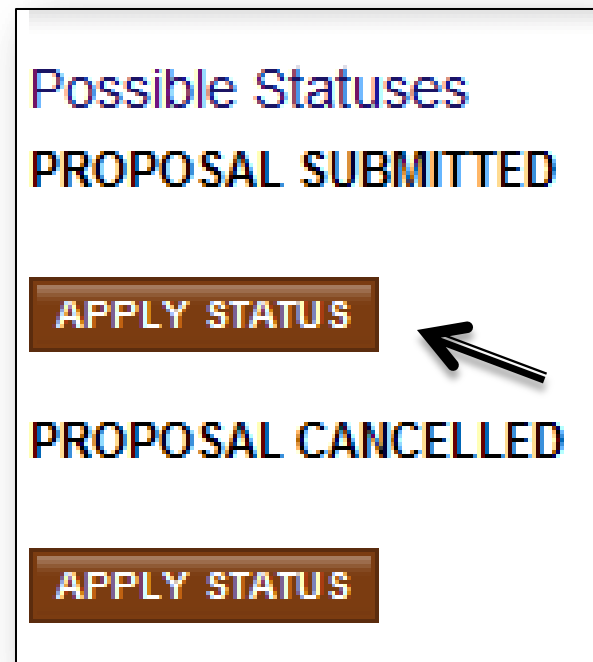 Possible Statuses
PROPOSAL SUBMITTED
APPLY STATUS
PROPOSAL CANCELLED
APPLY STATUS